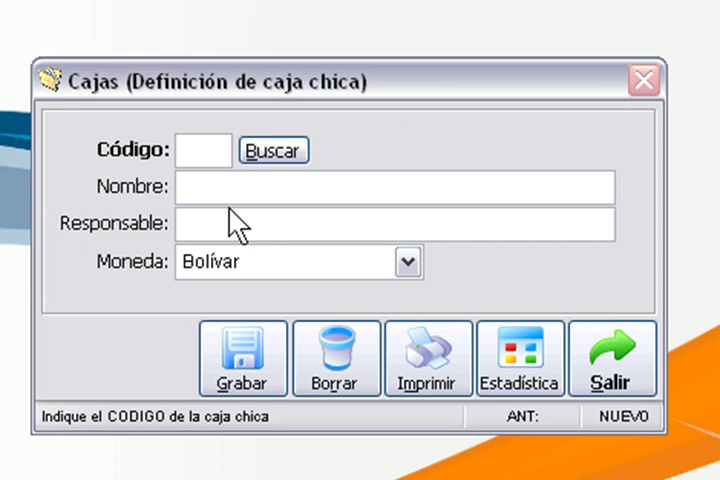 Cajas (Definición de caja chica)
Código: Buscar
Nombre:
Responsable:
Moneda: Bolívar
Grabar Borrar Imprimir Estadística Salir
Indique el CODIGO de la caja chica ANT: NUEVO